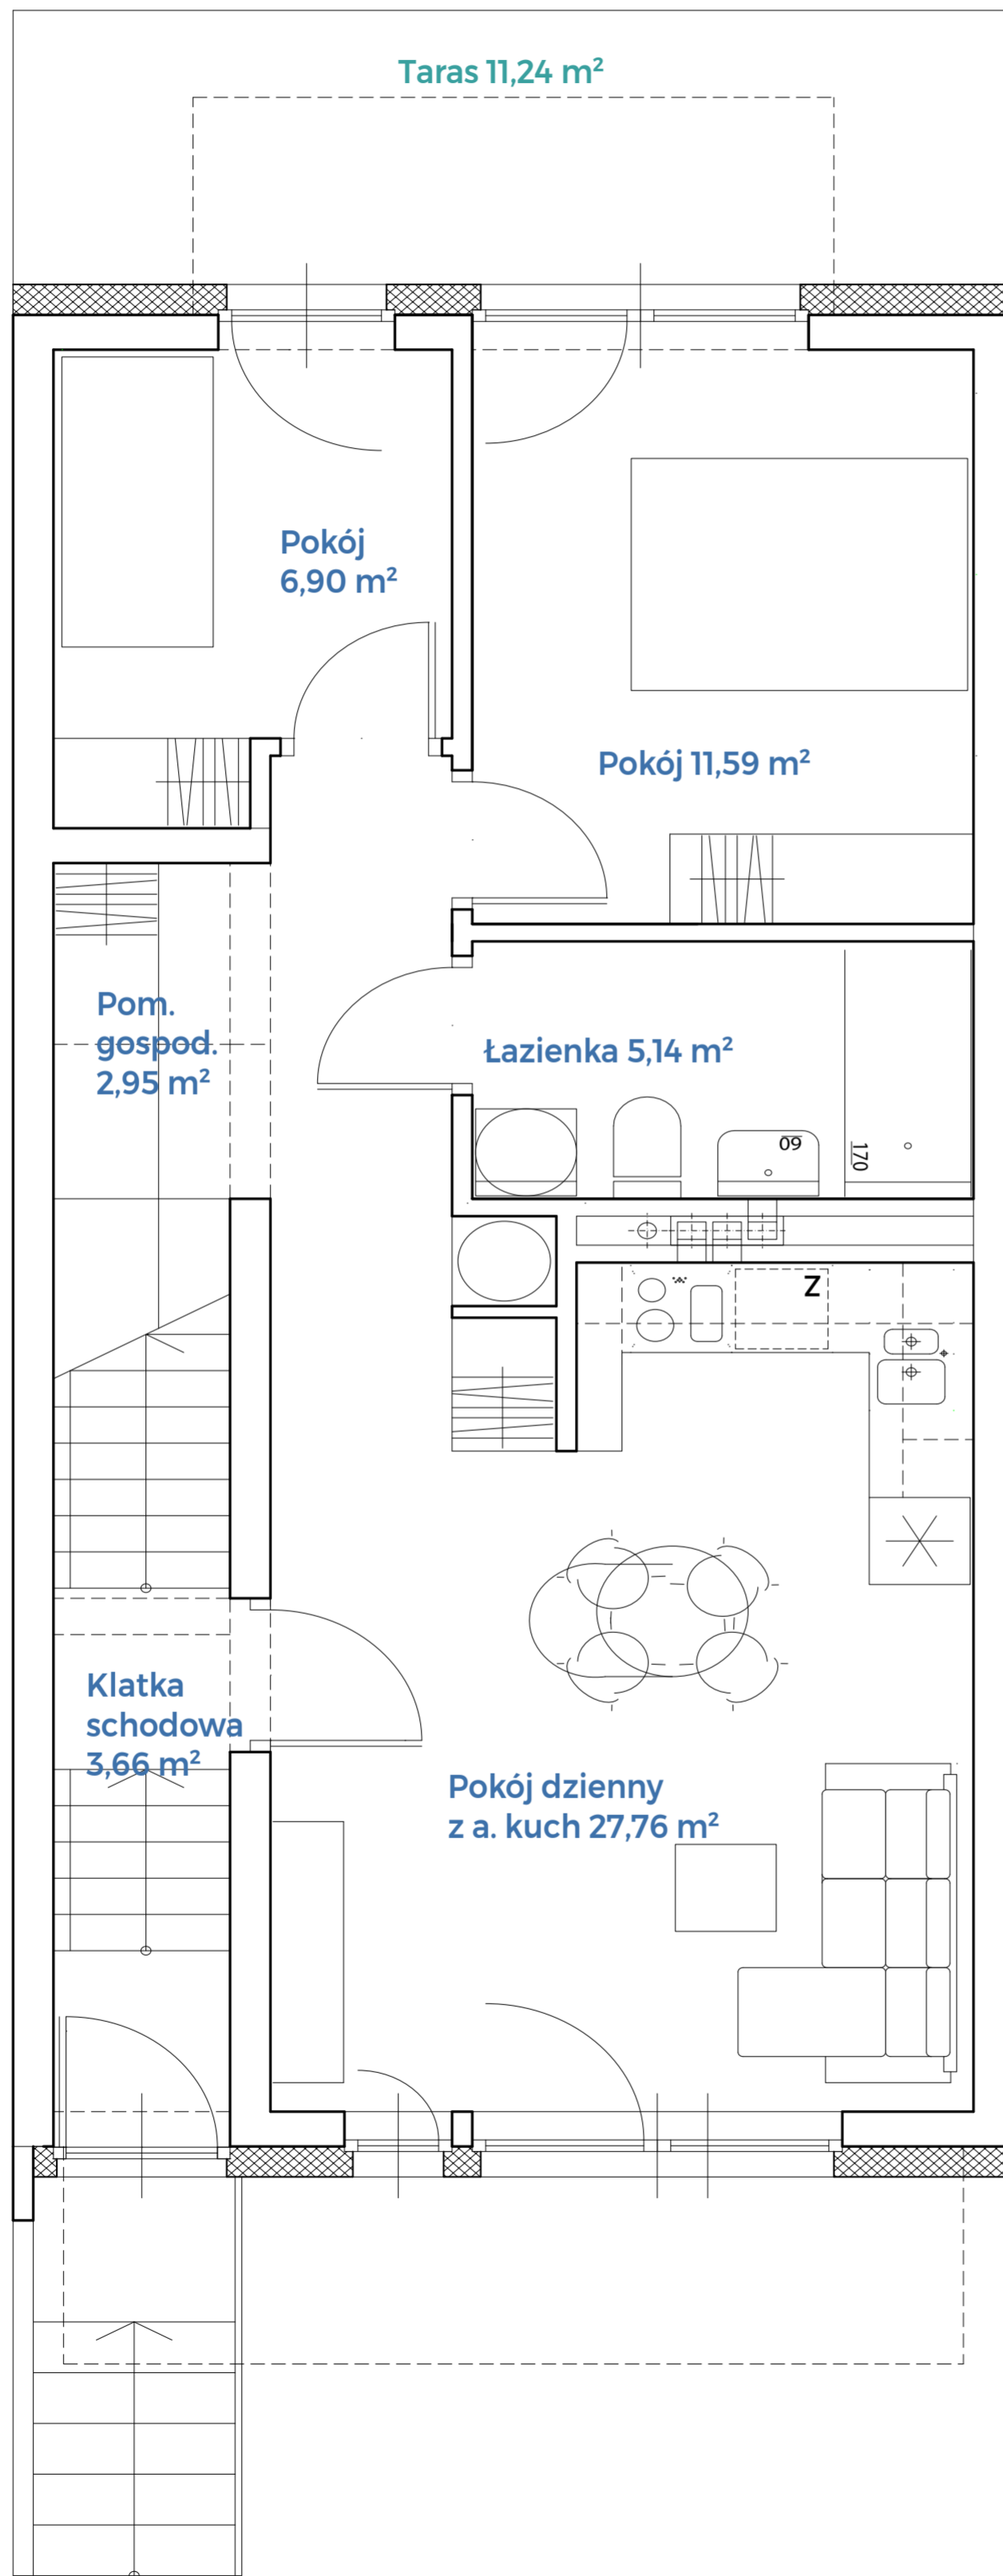 Taras 11,24 m²
Pokój
6,90 m²
Pokój 11,59 m²
Pom.
gospod.
2,95 m²
Łazienka 5,14 m²
60
170
Z
Klatka
schodowa
3,66 m²
Pokój dzienny
z a. kuch 27,76 m²